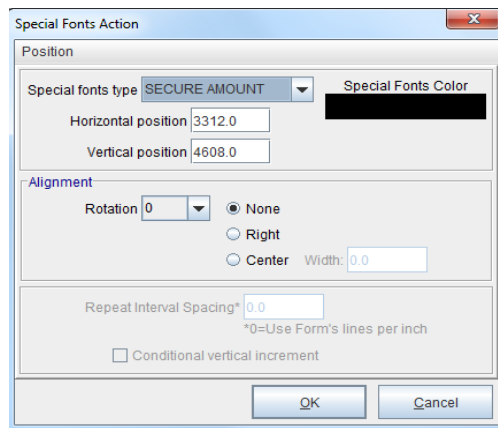 Special Fonts Action
Position
Special fonts type SECURE AMOUNT Special Fonts Color
Horizontal position 3312.0
Vertical position 4608.0
Alignment
Rotation 0 None
Right
Center Width: 0.0
Repeat Interval Spacing* 0.0
*0=Use Form's lines per inch
Conditional vertical increment
OK Cancel